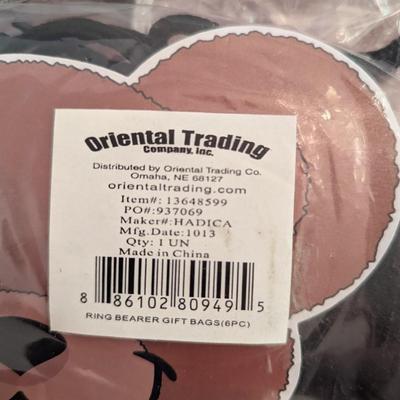 Oriental Trading
Company, Inc.
Distributed by Oriental Trading Co.
Omaha, NE 68127
orientaltrading.com
Item#: 13648599
PO#:937069
Maker#:HADICA
Mfg.Date:1013
Qty: 1 UN
Made in China
8 86102 80949 5
RING BEARER GIFT BAGS(6PC)